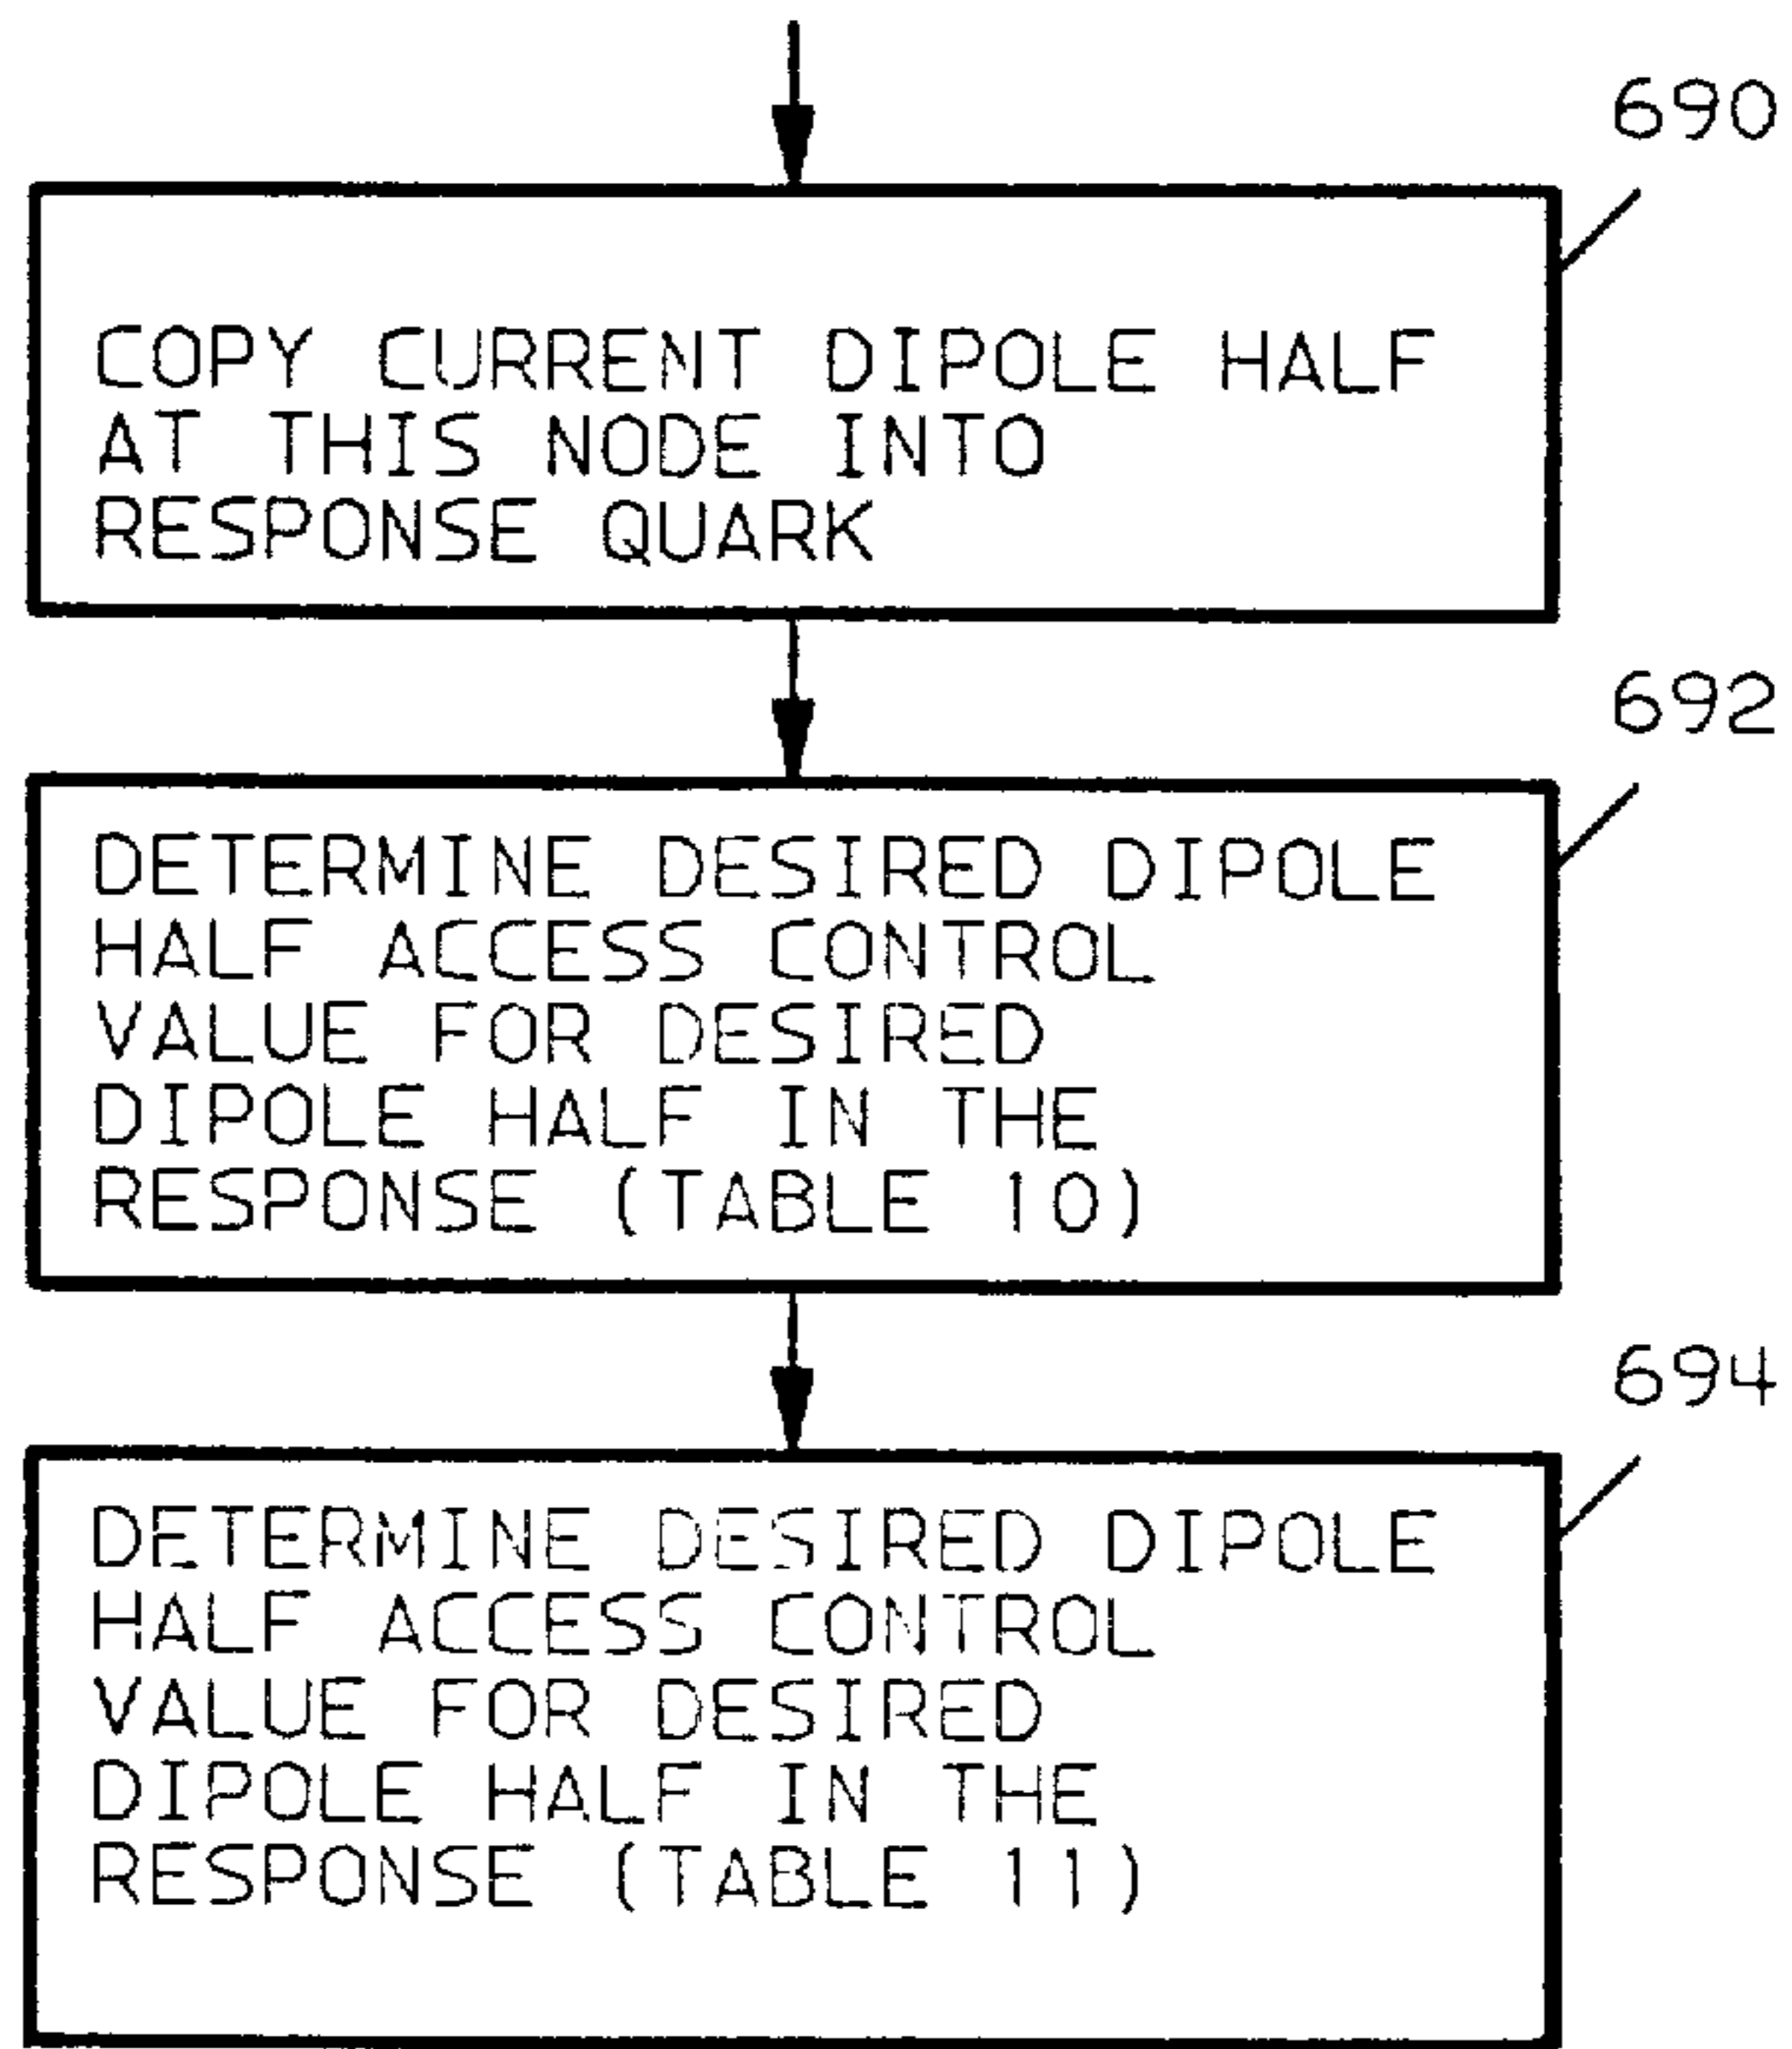 690
COPY CURRENT DIPOLE HALF
AT THIS NODE INTO
RESPONSE QUARK
692
DETERMINE DESIRED DIPOLE
HALF ACCESS CONTROL
VALUE FOR DESIRED
DIPOLE HALF IN THE
RESPONSE (TABLE 10)
694
DETERMINE DESIRED DIPOLE
HALF ACCESS CONTROL
VALUE FOR DESIRED
DIPOLE HALF IN THE
RESPONSE (TABLE 11)